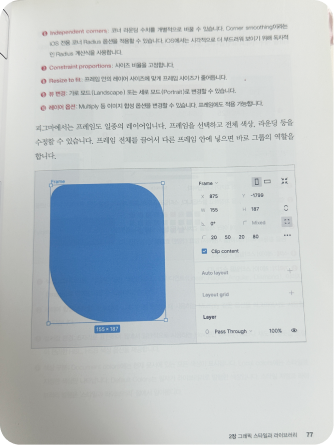 Independent corners: 코너 라운딩 수치를 개별적으로 바꿀 수 있습니다. Corner smoothing이라는
iOS 전용 코너 Radius 옵션을 적용할 수 있습니다. iOS에서는 시각적으로 더 부드러워 보이기 위해 독자적
인 Radius 계산식을 사용합니다.
Constraint proportions: 사이즈 비율을 고정합니다.
Resize to fit: 프레임 안의 레이어 사이즈에 맞게 프레임 사이즈가 줄어듭니다.
뷰 변경: 가로 모드(Landscape) 또는 세로 모드(Portrait)로 변경할 수 있습니다.
레이어 옵션: Multiply 등 이미지 합성 옵션을 변경할 수 있습니다. 프레임에도 적용 가능합니다.
피그마에서는 프레임도 일종의 레이어입니다. 프레임을 선택하고 전체 색상, 라운딩 등을
수정할 수 있습니다. 프레임 전체를 끌어서 다른 프레임 안에 넣으면 바로 그룹의 역할을
합니다.
Frame
155 × 187
Frame
X 875 Y -1798
W 155 H 187
0° Mixed
20 50 20 80
Clip content
Auto layout
Layout grid
Layer
Pass Through 100%
2장 그래픽 스타일과 라이브러리 77